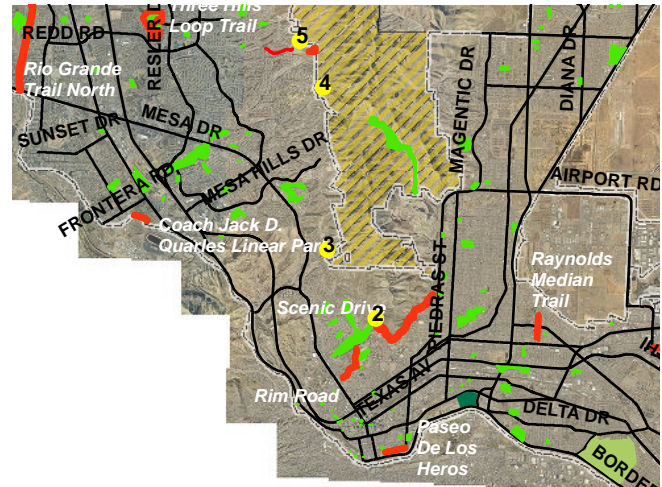 Three Hills
Loop Trail
REDD RD
RESLER D
5
Rio Grande
Trail North
4
MAGENTIC DR
DIANA DR
MESA DR
SUNSET DR
MESA HILLS DR
AIRPORT RD
FRONTERA RD.
Coach Jack D.
Quarles Linear Park
3
Raynolds
Median
Trail
PIEDRAS ST
Scenic Drive
2
IH
Rim Road
TEXAS AV
DELTA DR
Paseo
De Los
Heros
BORDER